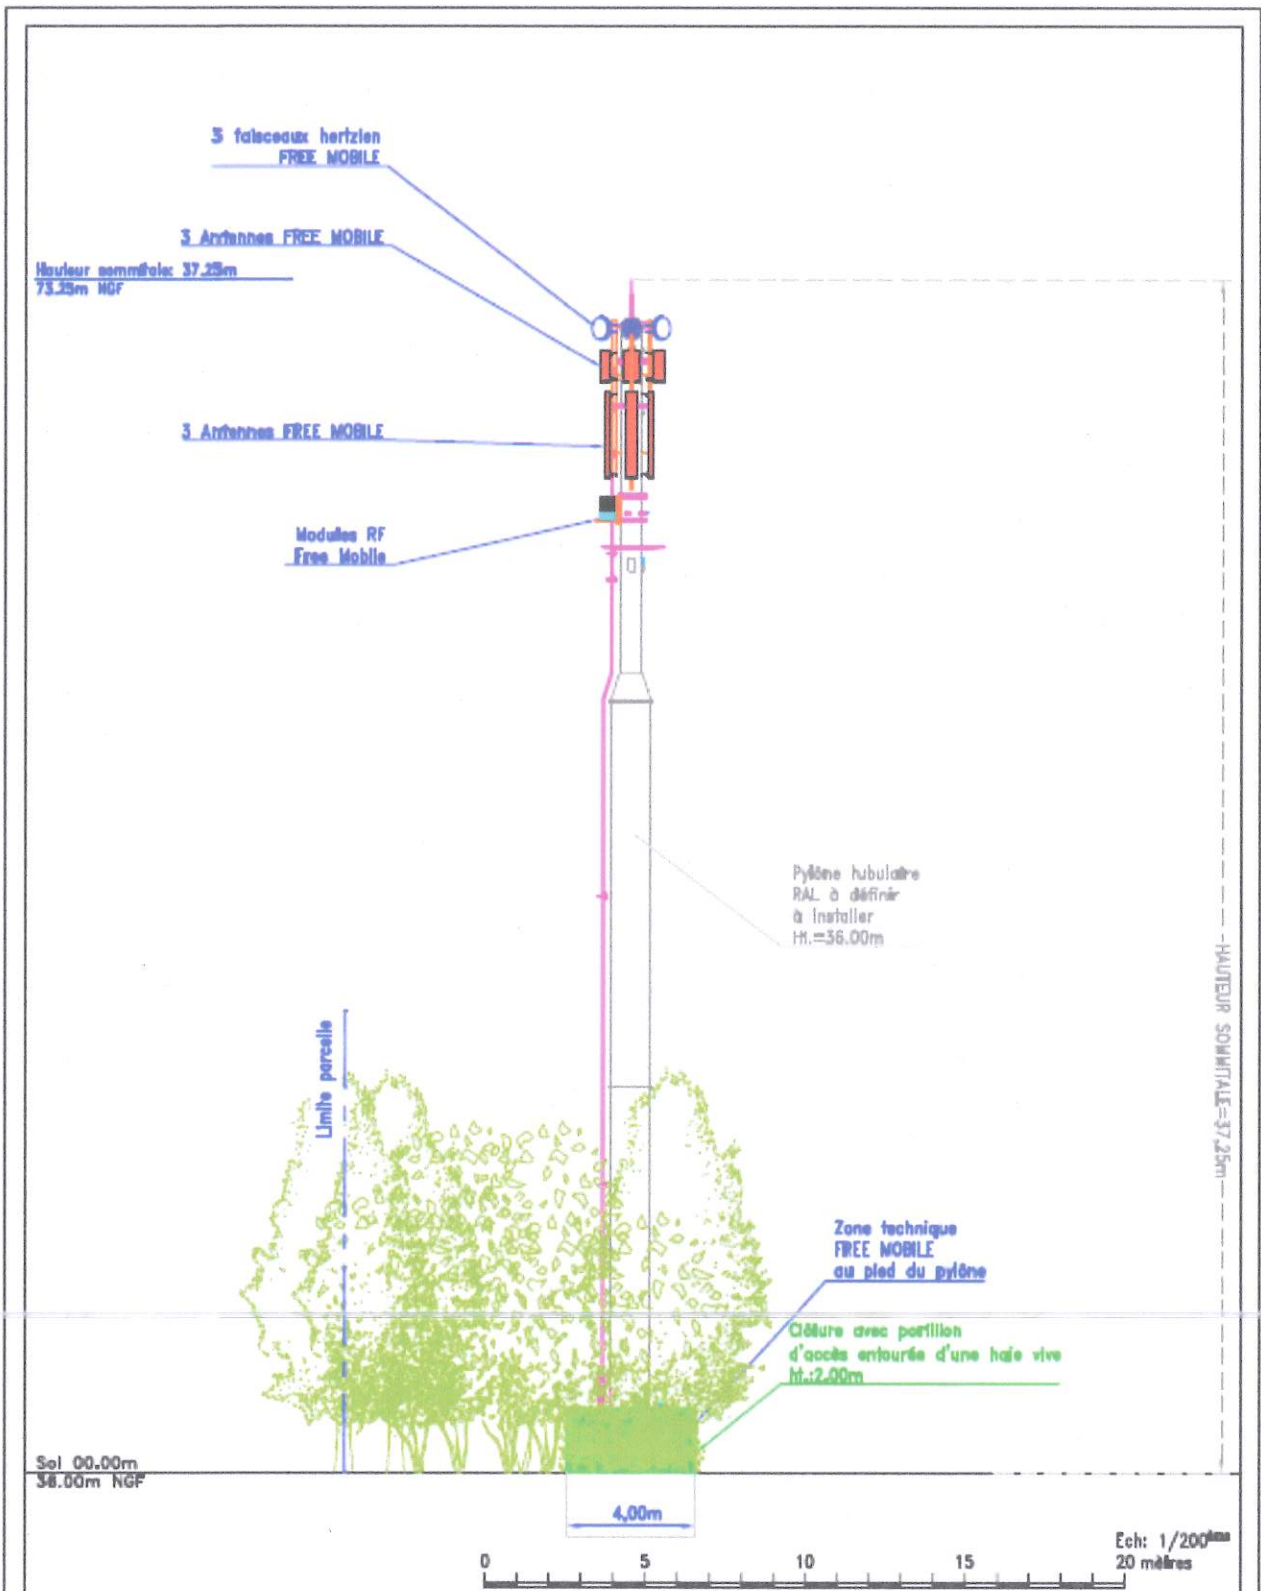 3 faisceaux hertzien
FREE MOBILE
3 Antennes FREE MOBILE
Hauteur sommitale: 37.25m
73.25m NGF
3 Antennes FREE MOBILE
Modules RF
Free Mobile
Pylône tubulaire
RAL à définir
à installer
Ht.=36.00m
HAUTEUR SOMMITALE=37,25m
Limite parcelle
Zone technique
FREE MOBILE
au pied du pylône
Clôture avec portillon
d'accès entourée d'une haie vive
ht.:2.00m
Sol 00.00m
36.00m NGF
4,00m
Ech: 1/200ème
0 5 10 15 20 mètres